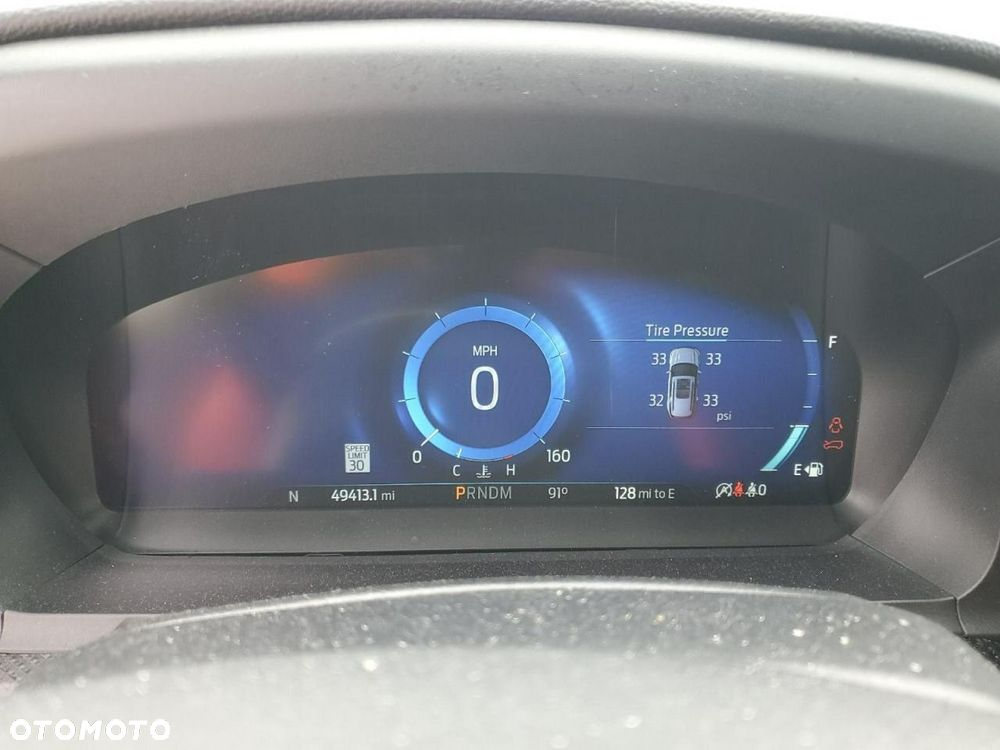 Tire Pressure
33 33
32 33
psi
F
MPH
0
SPEED
LIMIT
30
0 160
C H
E
N 49413.1 mi PRNDM 91° 128 mi to E 0
OTOMOTO